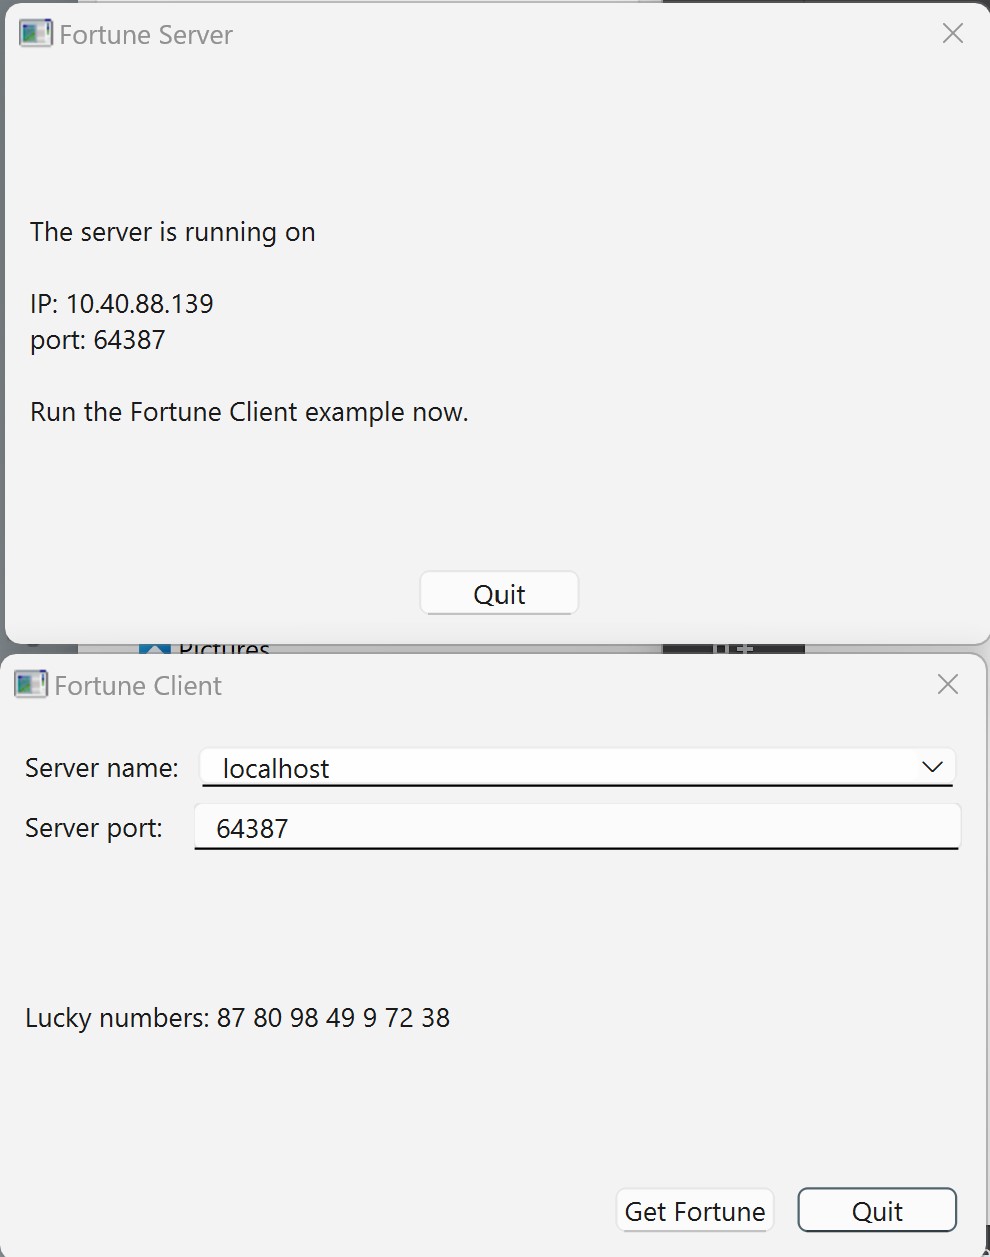 Fortune Server
The server is running on
IP: 10.40.88.139
port: 64387
Run the Fortune Client example now.
Quit
Pictures
Fortune Client
Server name: localhost
Server port: 64387
Lucky numbers: 87 80 98 49 9 72 38
Get Fortune Quit